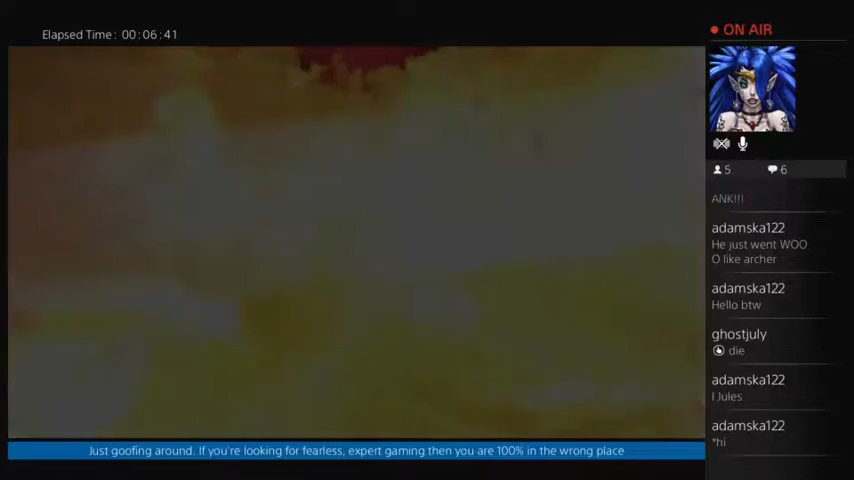 Elapsed Time: 00:06:41
ON AIR
5
6
ANK!!!
adamska122
He just went WOO
O like archer
adamska122
Hello btw
ghostjuly
die
adamska122
I Jules
adamska122
*hi
Just goofing around. If you're looking for fearless, expert gaming then you are 100% in the wrong place